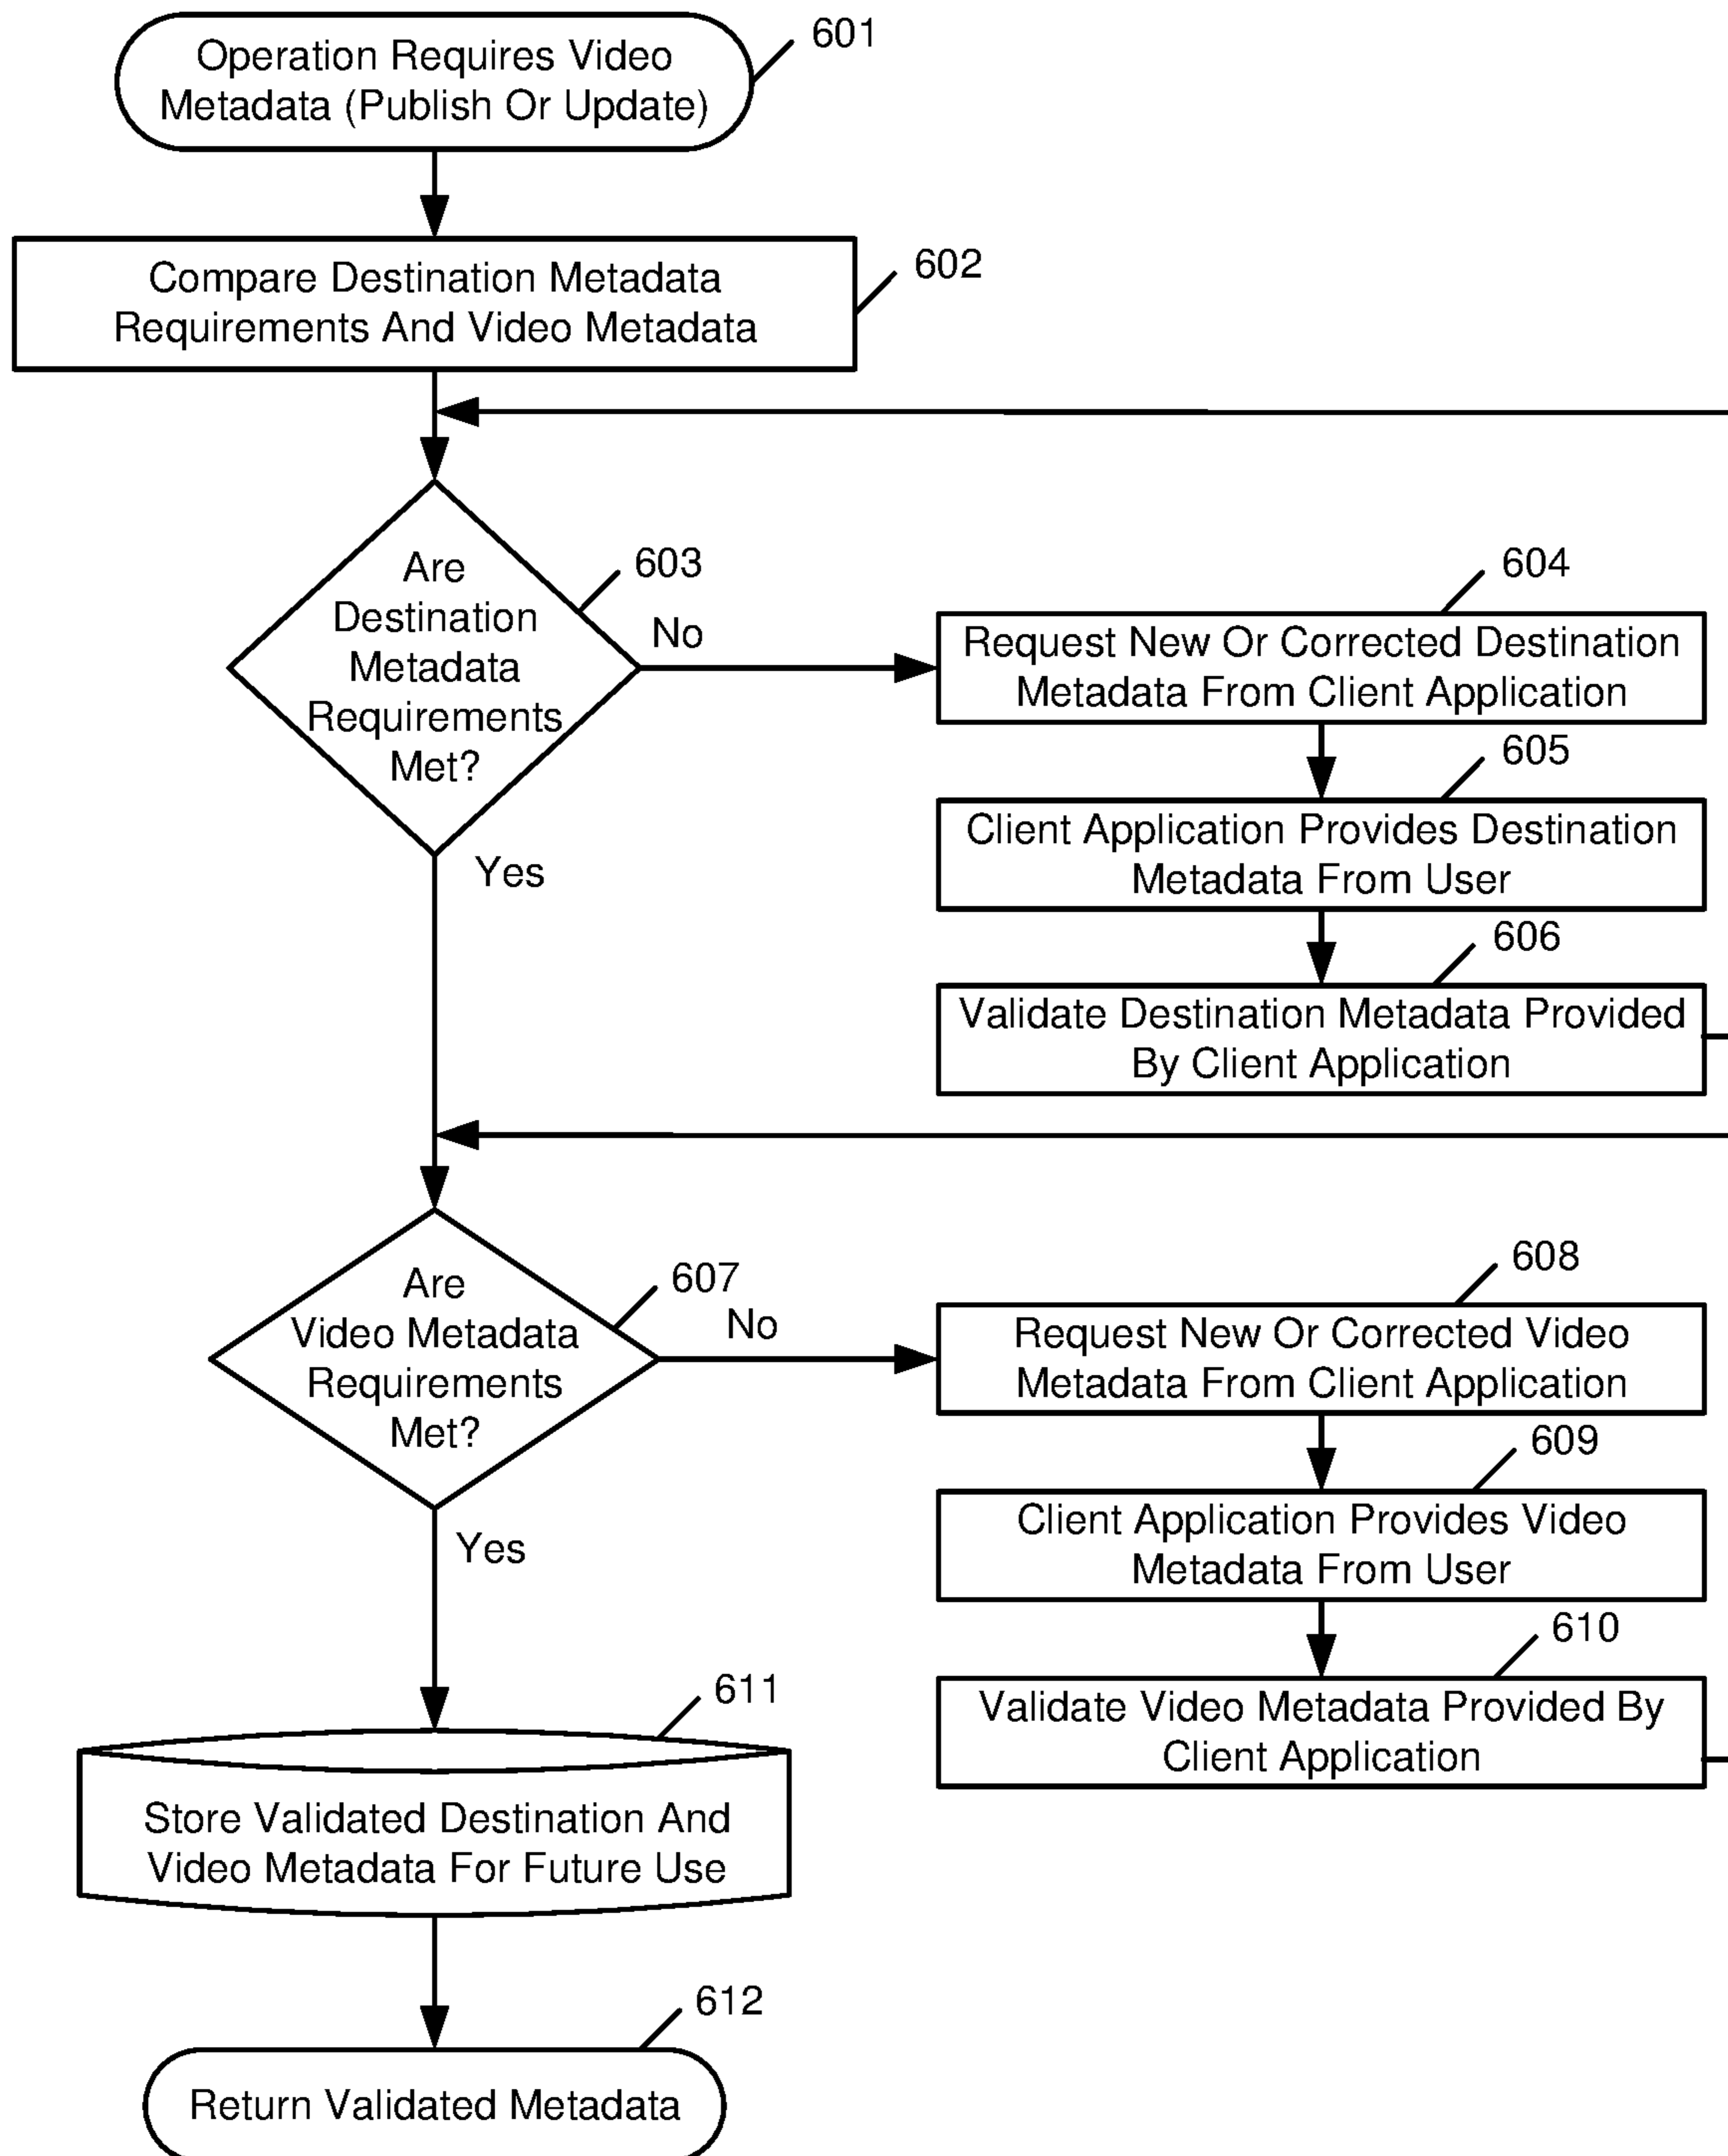 Operation Requires Video
Metadata (Publish Or Update)
601
Compare Destination Metadata
Requirements And Video Metadata
602
Are
Destination
Metadata
Requirements
Met?
603
No
Yes
604
Request New Or Corrected Destination
Metadata From Client Application
605
Client Application Provides Destination
Metadata From User
606
Validate Destination Metadata Provided
By Client Application
Are
Video Metadata
Requirements
Met?
607
No
Yes
608
Request New Or Corrected Video
Metadata From Client Application
609
Client Application Provides Video
Metadata From User
610
Validate Video Metadata Provided By
Client Application
611
Store Validated Destination And
Video Metadata For Future Use
612
Return Validated Metadata